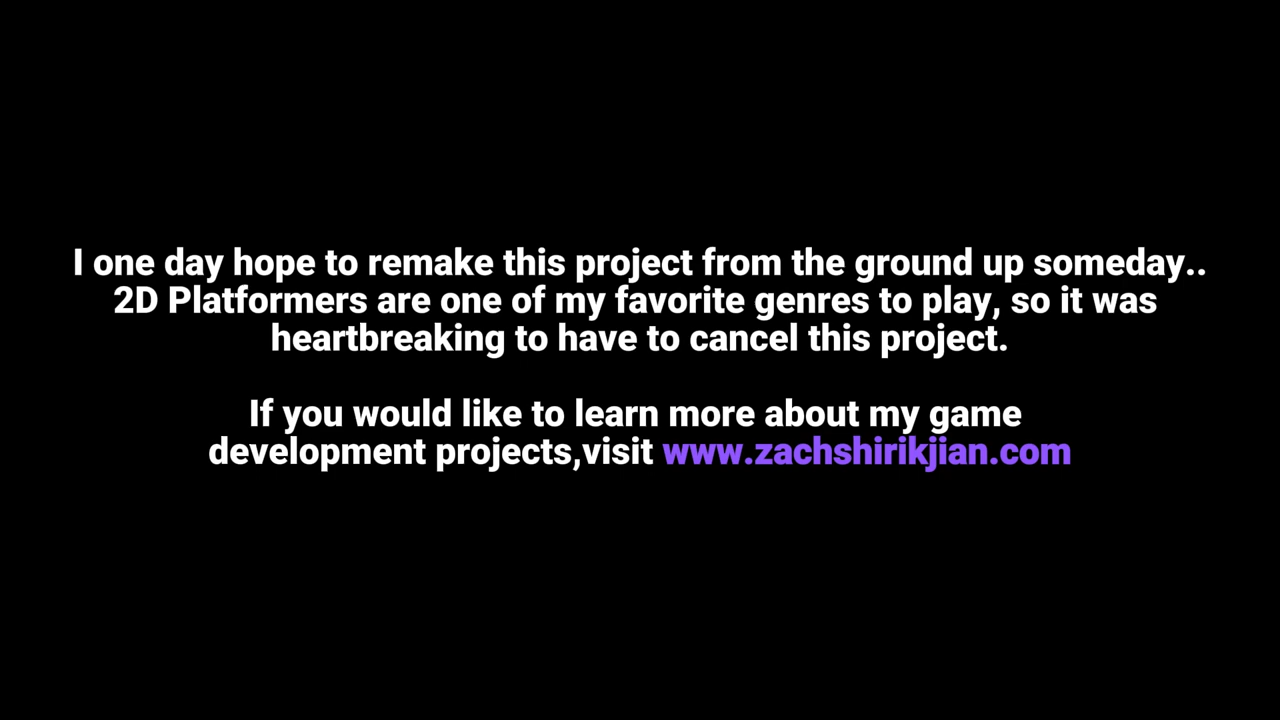 I one day hope to remake this project from the ground up someday..
2D Platformers are one of my favorite genres to play, so it was
heartbreaking to have to cancel this project.
If you would like to learn more about my game
development projects,visit www.zachshirikjian.com